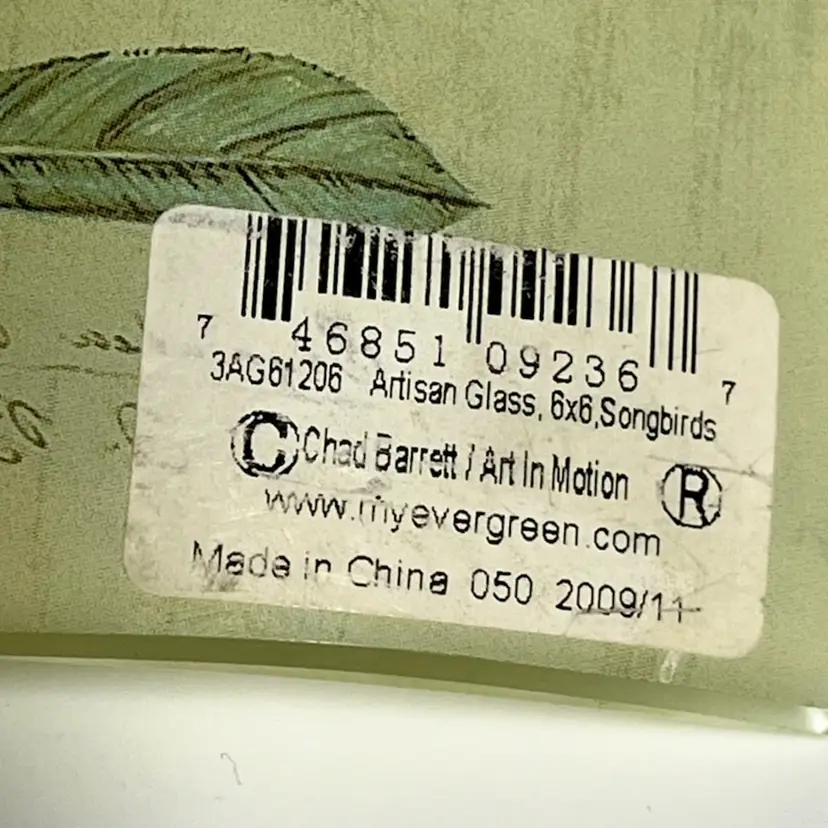 7 46851 09236 7
3AG61206 Artisan Glass, 6x6,Songbirds
©Chad Barrett / Art In Motion ®
www.myevergreen.com
Made in China 050 2009/11